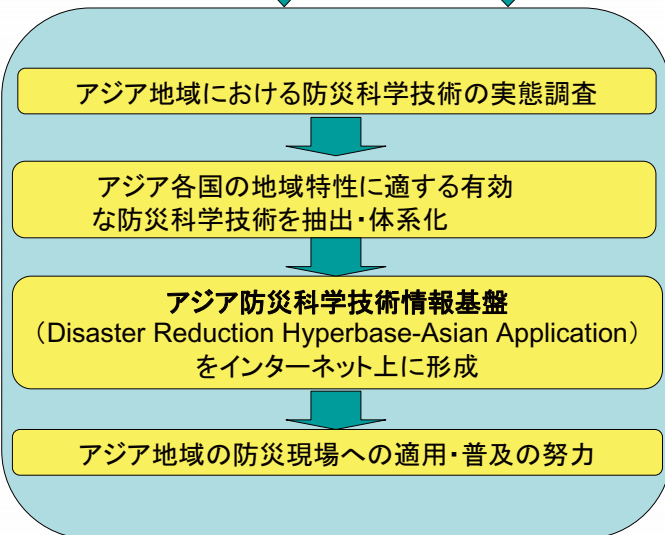 アジア地域における防災科学技術の実態調査
アジア各国の地域特性に適する有効
な防災科学技術を抽出・体系化
アジア防災科学技術情報基盤
（Disaster Reduction Hyperbase-Asian Application）
をインターネット上に形成
アジア地域の防災現場への適用・普及の努力